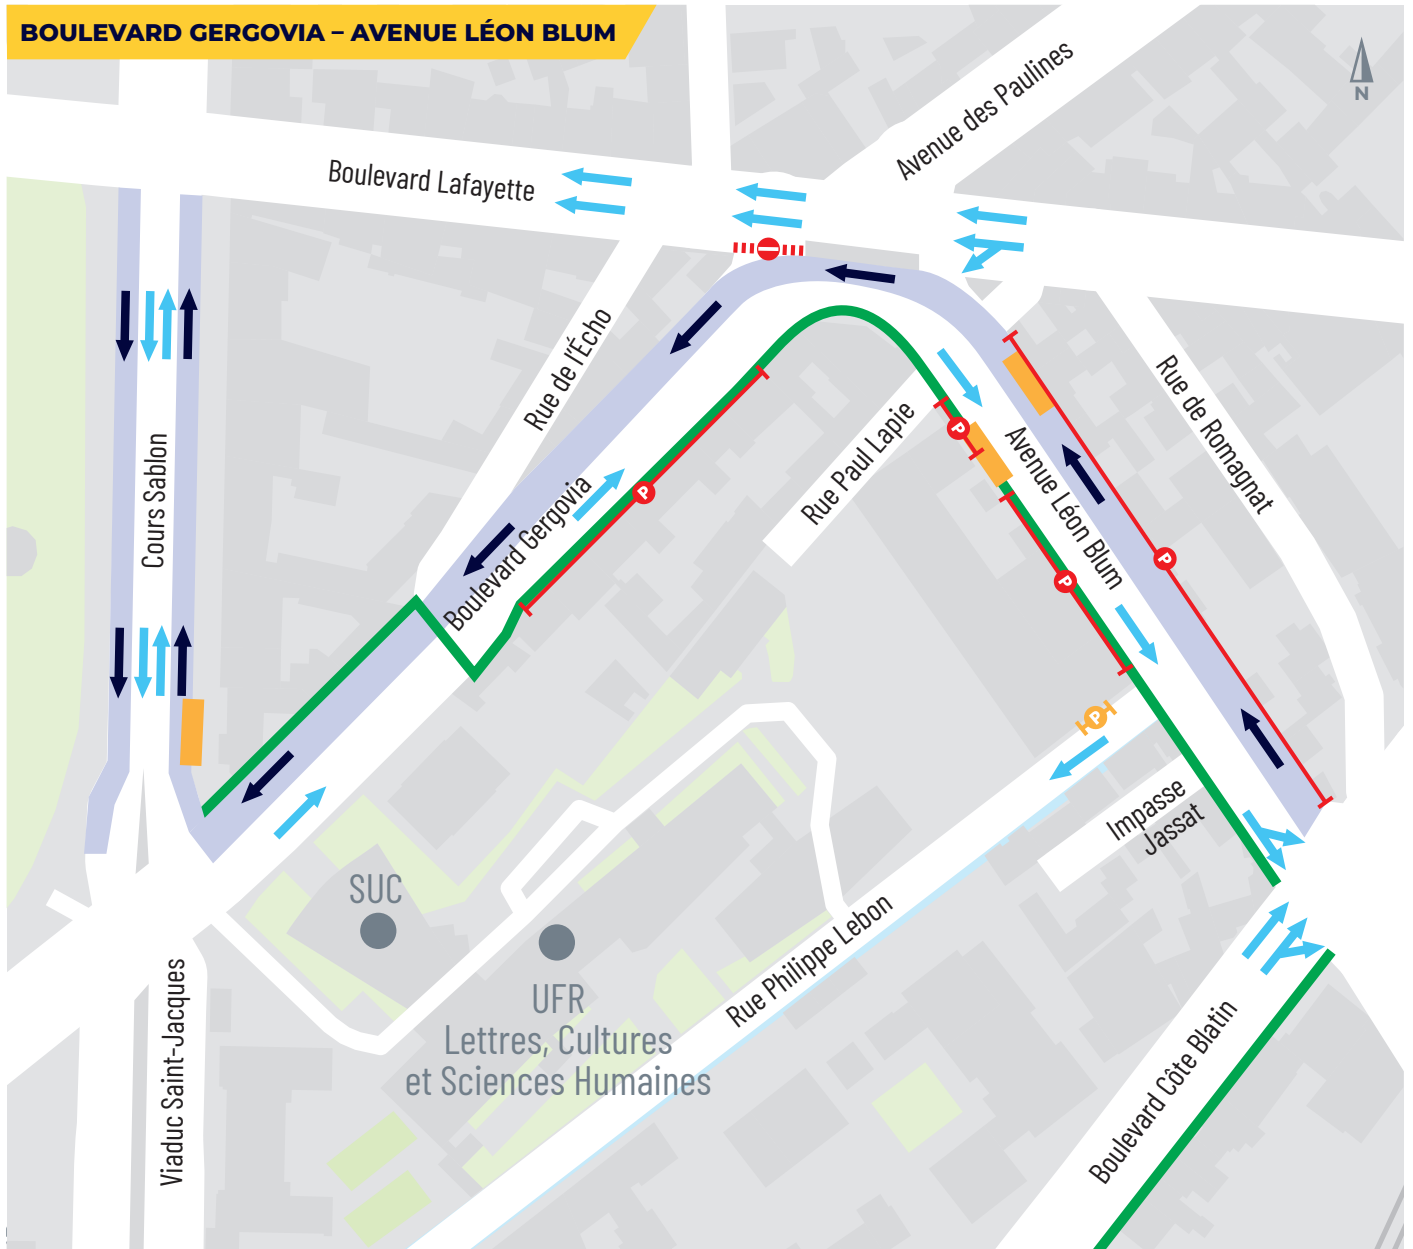 BOULEVARD GERGOVIA – AVENUE LÉON BLUM
N
Avenue des Paulines
Boulevard Lafayette
Rue de l'Écho
Rue de Romagnat
Rue Paul Lapie
Avenue Léon Blum
Cours Sablon
Boulevard Gergovia
P
P
P
P
P
Impasse
Jassat
SUC
Rue Philippe Lebon
UFR
Lettres, Cultures
et Sciences Humaines
Viaduc Saint-Jacques
Boulevard Côte Blatin